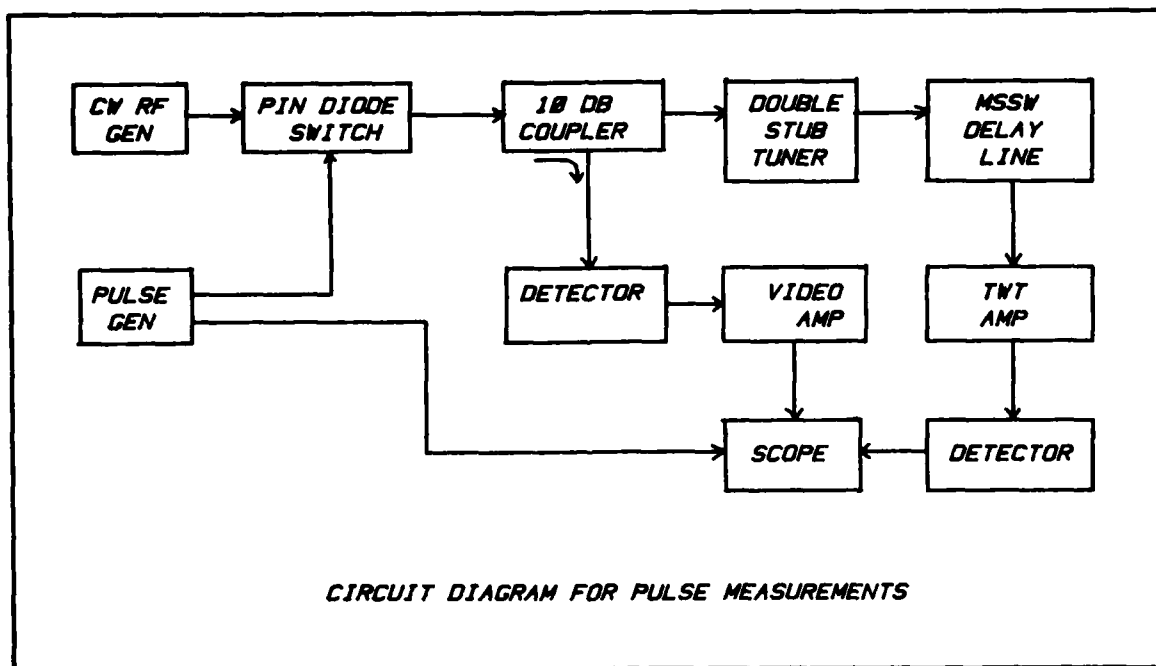 CW RF
GEN
PIN DIODE
SWITCH
10 DB
COUPLER
DOUBLE
STUB
TUNER
MSSW
DELAY
LINE
PULSE
GEN
DETECTOR
VIDEO
AMP
TWT
AMP
SCOPE
DETECTOR
CIRCUIT DIAGRAM FOR PULSE MEASUREMENTS